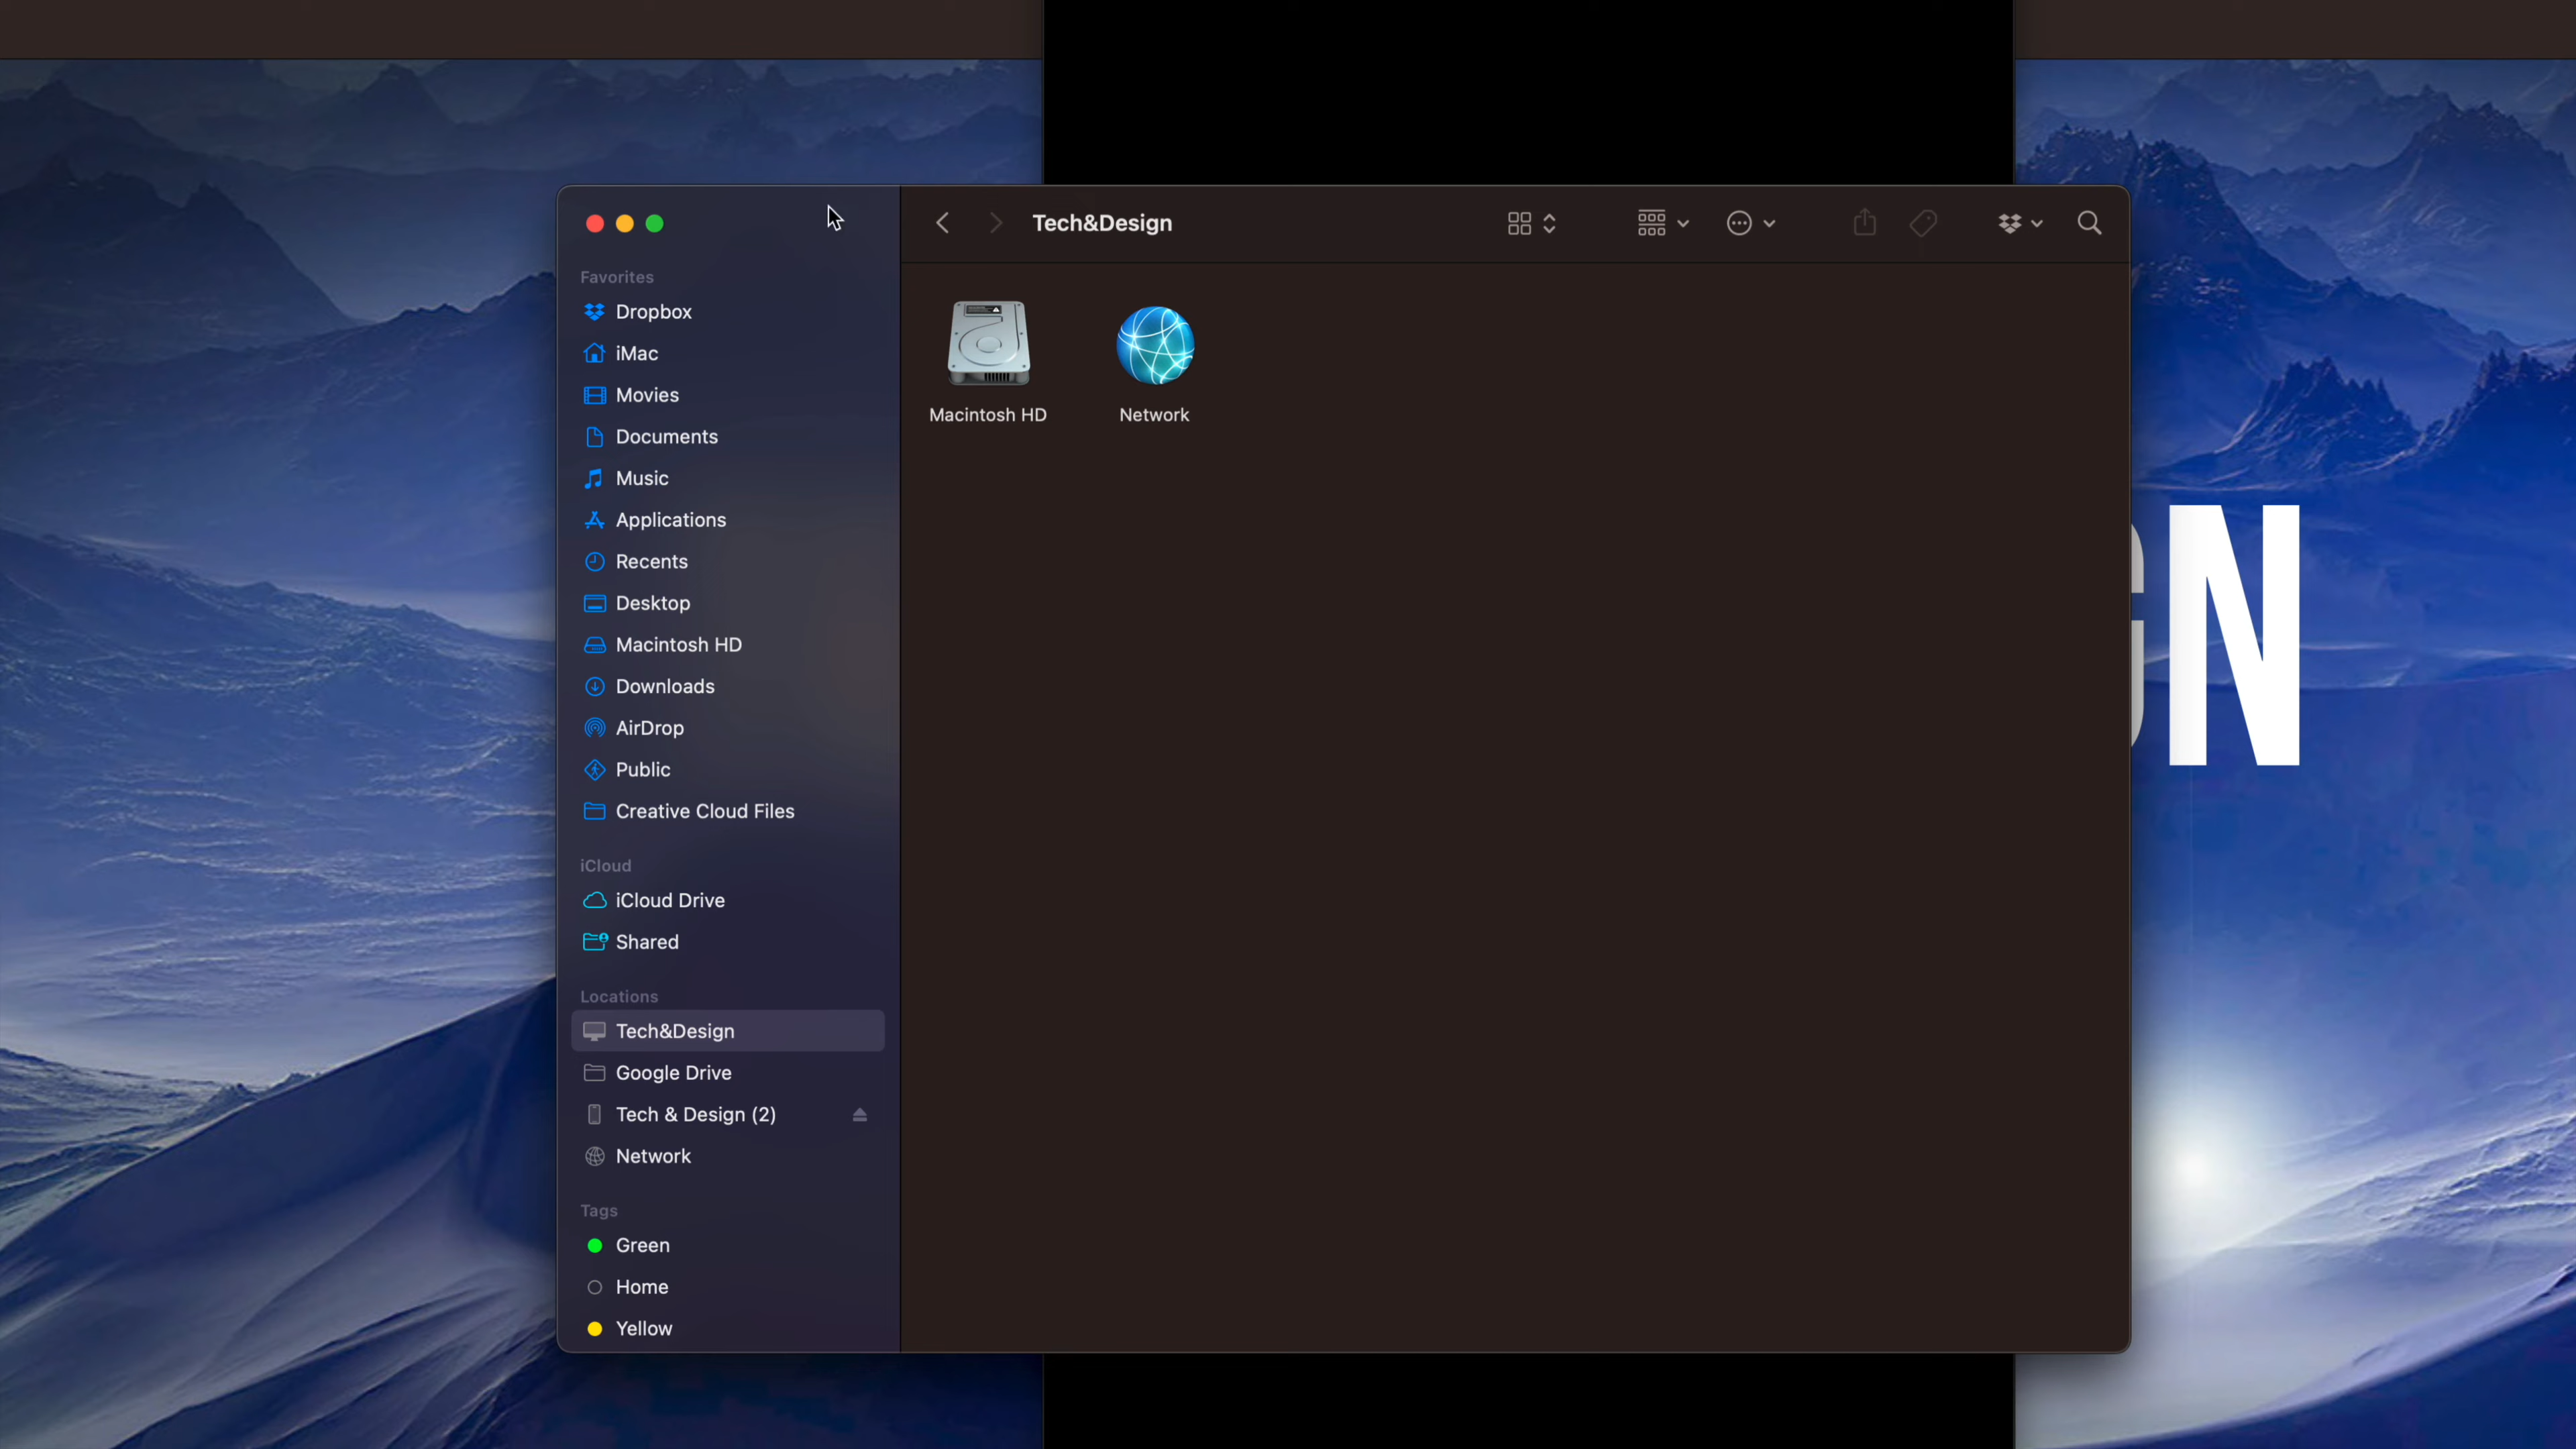 Tech&Design
Favorites
Dropbox
iMac
Movies
Documents
Music
Applications
Recents
Desktop
Macintosh HD
Downloads
AirDrop
Public
Creative Cloud Files
iCloud
iCloud Drive
Shared
Locations
Tech&Design
Google Drive
Tech & Design (2)
Network
Tags
Green
Home
Yellow
Macintosh HD
Network
GN